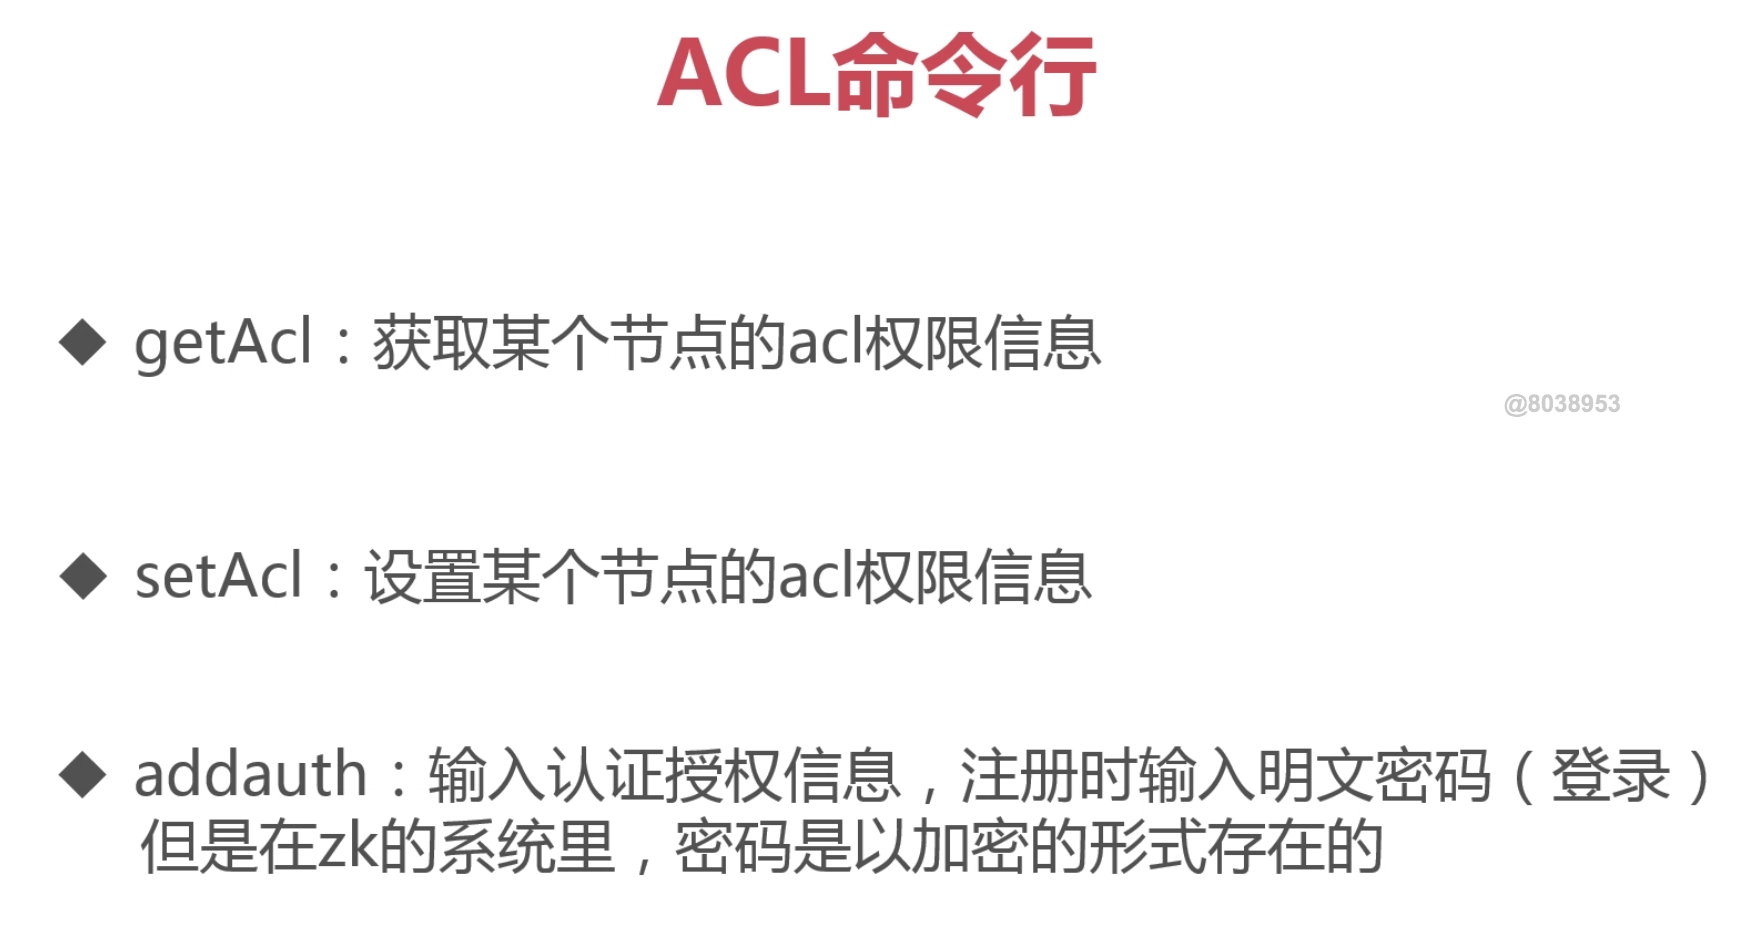 ACL命令行
◆ getAcl：获取某个节点的acl权限信息
@8038953
◆ setAcl：设置某个节点的acl权限信息
◆ addauth：输入认证授权信息，注册时输入明文密码（登录）
但是在zk的系统里，密码是以加密的形式存在的